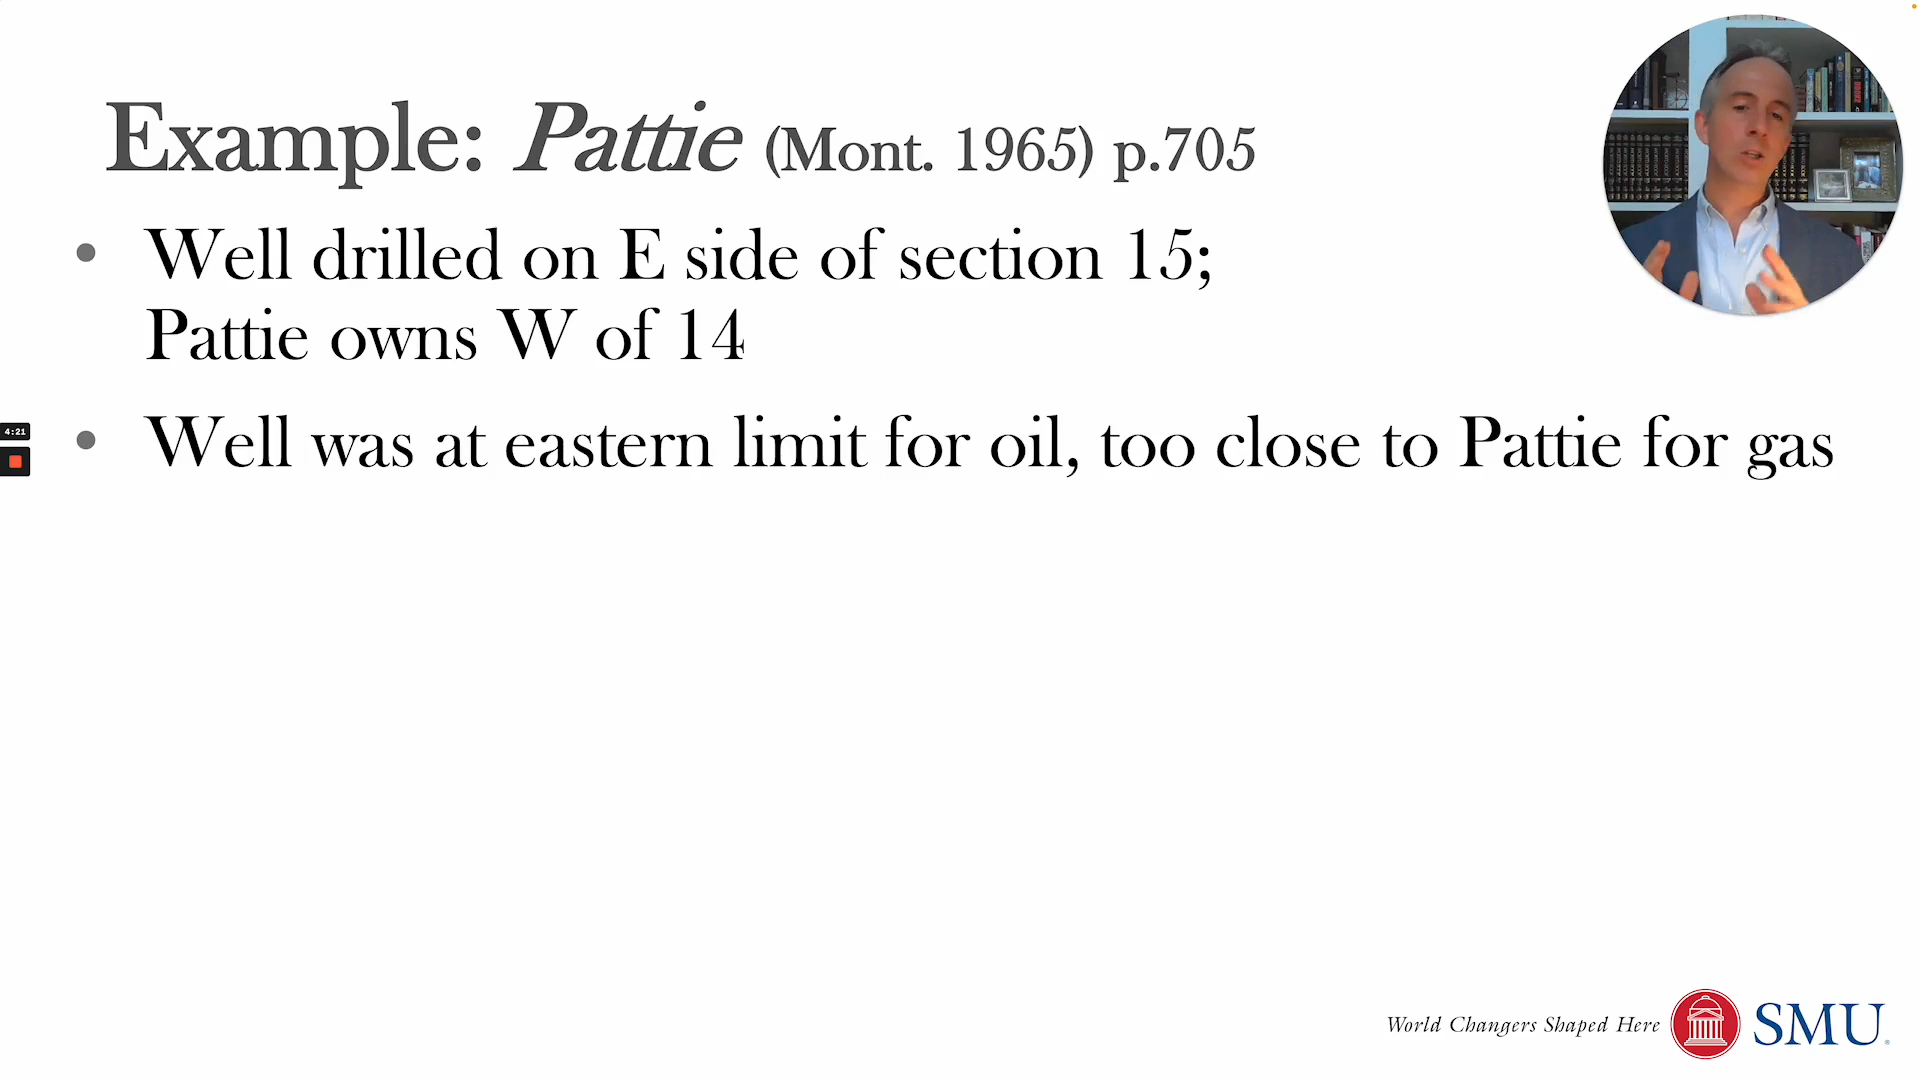 Example: Pattie (Mont. 1965) p.705
• Well drilled on E side of section 15;
Pattie owns W of 14
• Well was at eastern limit for oil, too close to Pattie for gas
4:21
World Changers Shaped Here
SMU